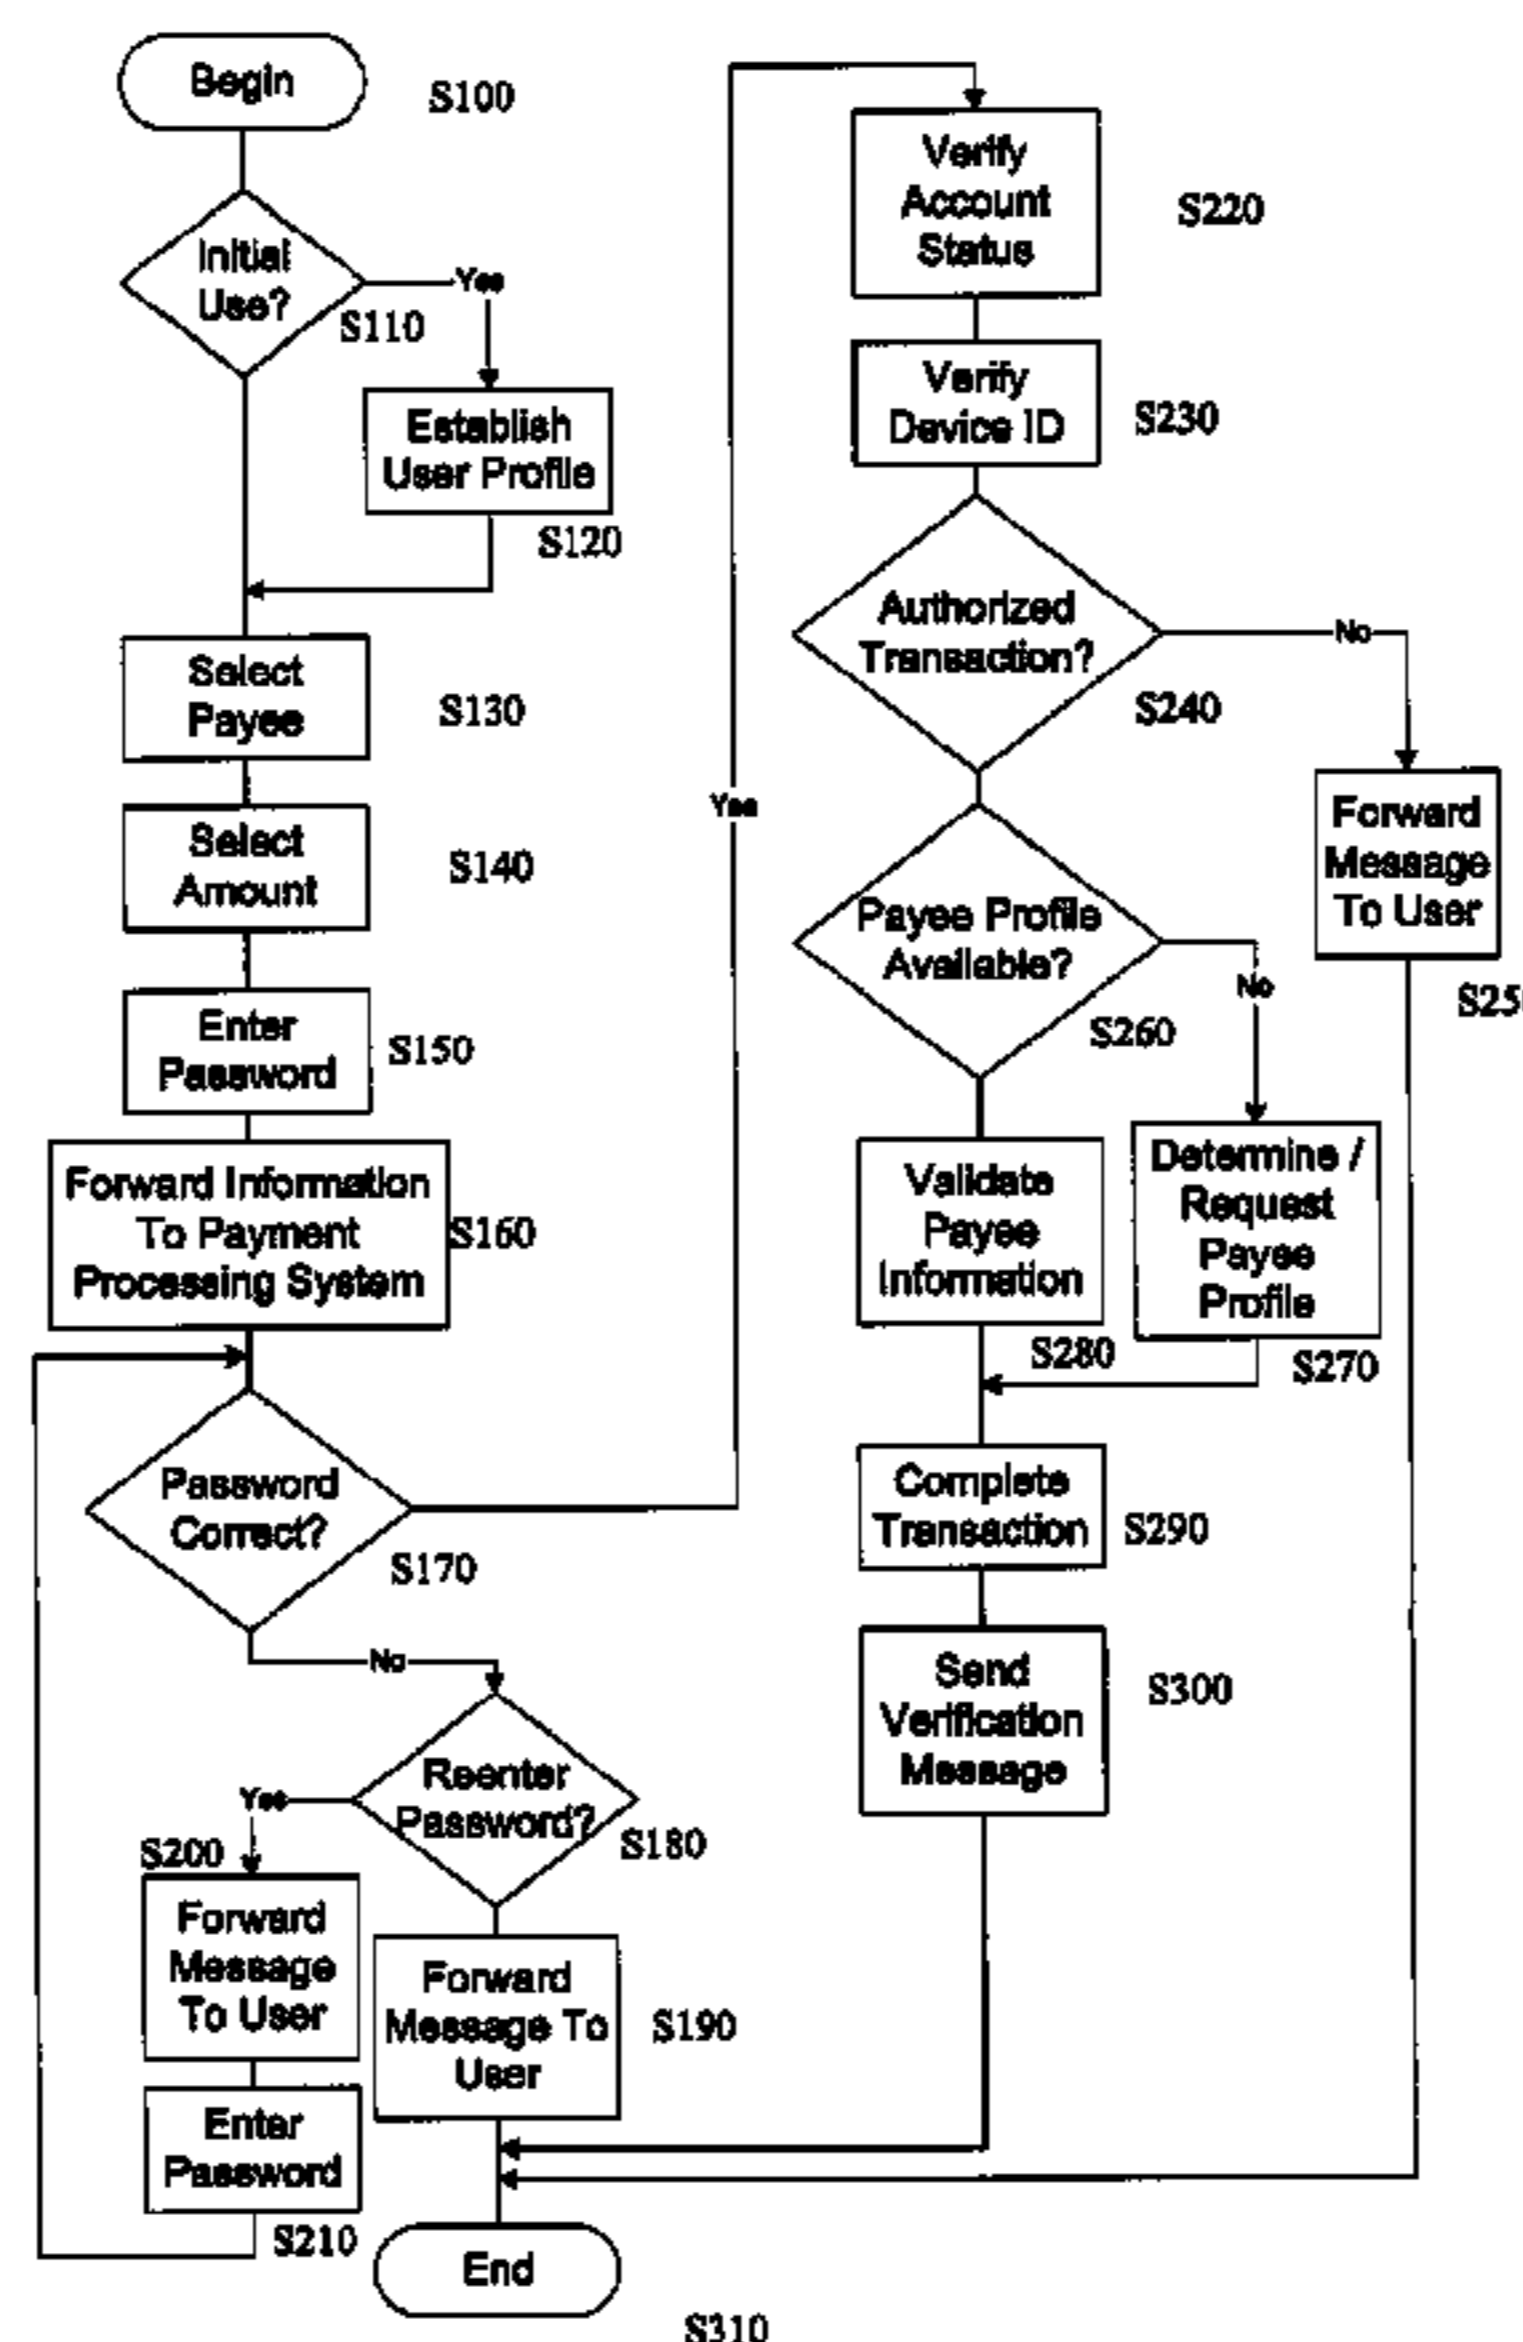 Begin
S100
Initial
Use?
Yes
S110
Establish
User Profile
S120
Select
Payee
S130
Select
Amount
S140
Enter
Password
S150
Forward Information
To Payment
Processing System
S160
Password
Correct?
S170
Yes
No
Reenter
Password?
S180
Yes
S200
Forward
Message
To User
Forward
Message To
User
S190
Enter
Password
S210
End
S310
Verify
Account
Status
S220
Verify
Device ID
S230
Authorized
Transaction?
No
S240
Forward
Message
To User
S25
Payee Profile
Available?
No
S260
Validate
Payee
Information
S280
Determine /
Request
Payee
Profile
S270
Complete
Transaction
S290
Send
Verification
Message
S300